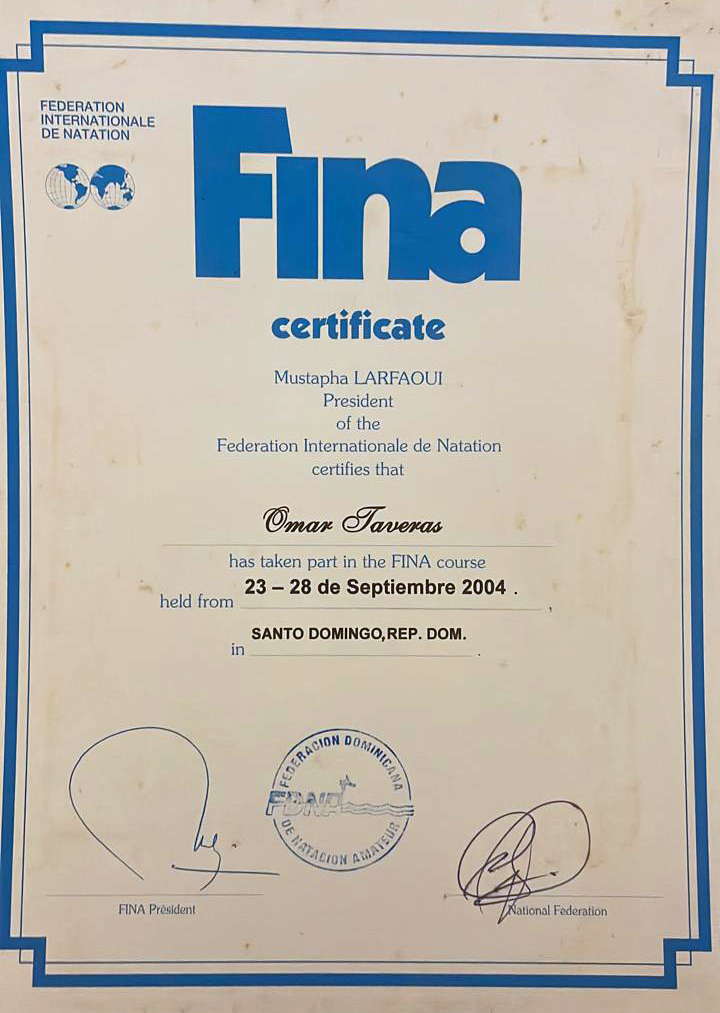 FEDERATION
INTERNATIONALE
DE NATATION
Fina
certificate
Mustapha LARFAOUI
President
of the
Federation Internationale de Natation
certifies that
Omar Taveras
has taken part in the FINA course
held from 23 – 28 de Septiembre 2004 . ,
in SANTO DOMINGO,REP. DOM. .
FEDERACION DOMINICANA
FDNA
DE NATACION AMATEUR
FINA Président
National Federation